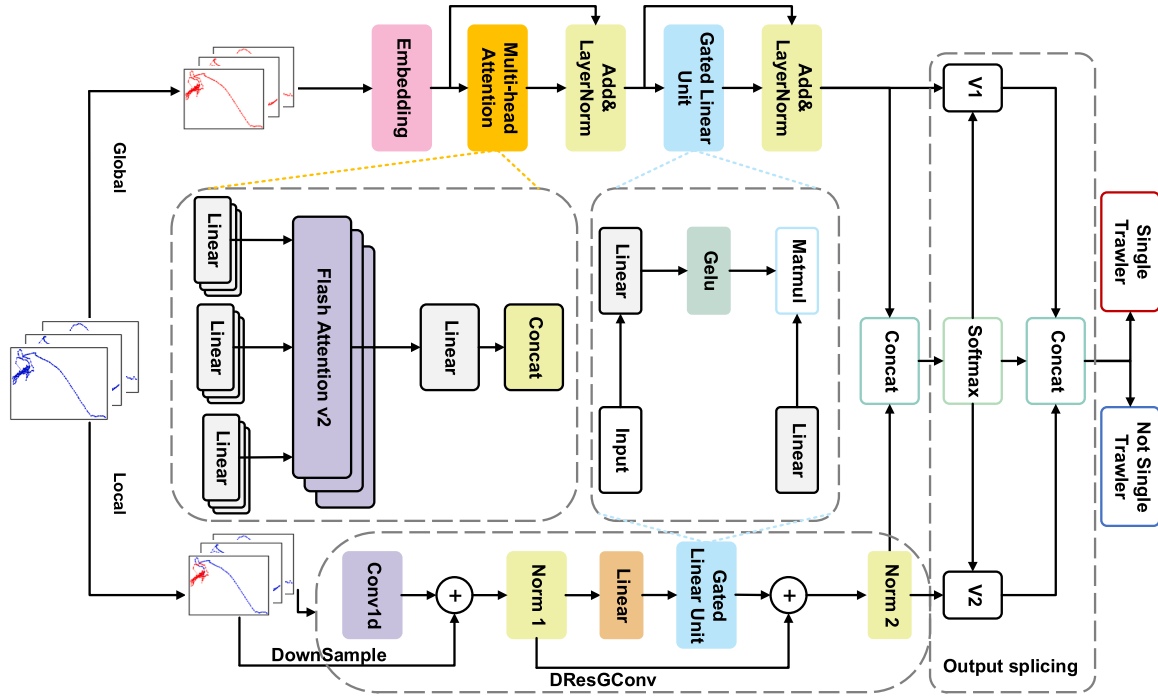 Global
Local
Embedding
Multi-head
Attention
Add&
LayerNorm
Gated Linear
Unit
Add&
LayerNorm
Linear
Linear
Linear
Flash Attention v2
Linear
Concat
Linear
Gelu
Matmul
Input
Linear
Conv1d
+
Norm 1
Linear
Gated
Linear Unit
+
Norm 2
DownSample
DResGConv
Concat
V1
Softmax
V2
Concat
Output splicing
Single
Trawler
Not Single
Trawler